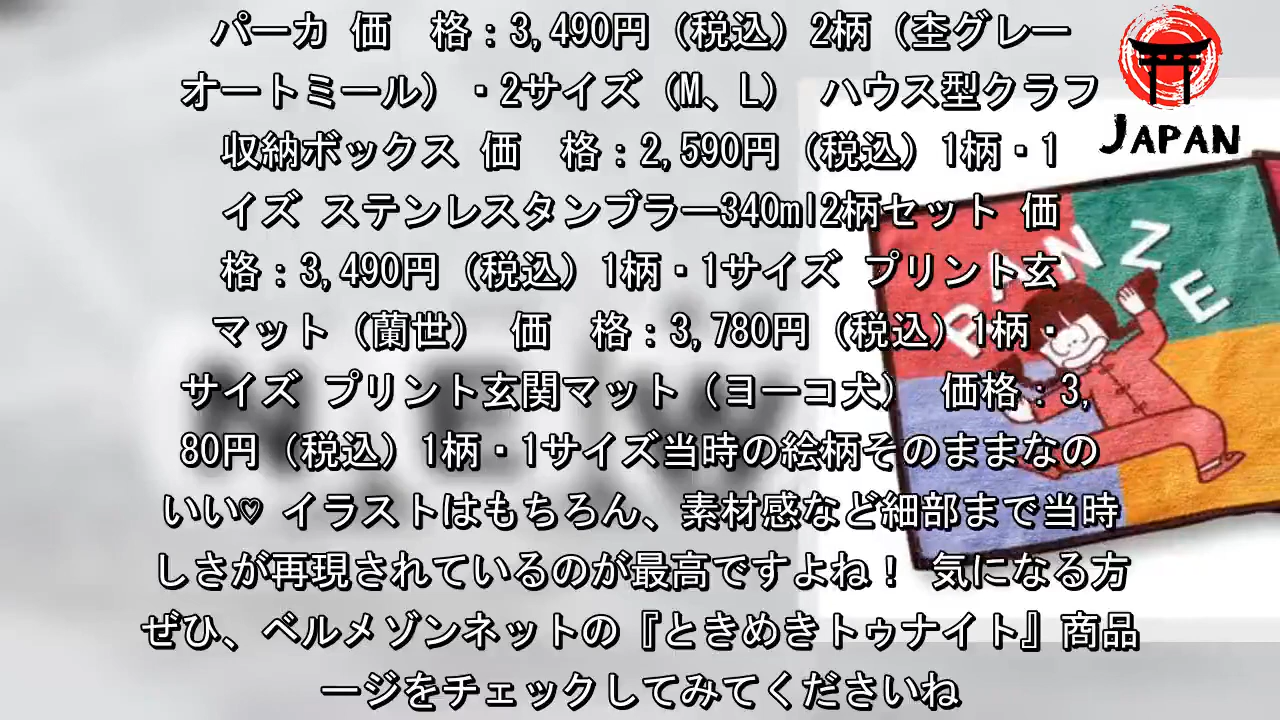 パーカ 価　格：3,490円（税込）2柄（杢グレー
オートミール）・2サイズ（M、L）　ハウス型クラフ
収納ボックス 価　格：2,590円（税込）1柄・1
イズ ステンレスタンブラー340ml2柄セット 価
格：3,490円（税込）1柄・1サイズ プリント玄
マット（蘭世）　価　格：3,780円（税込）1柄・
サイズ プリント玄関マット（ヨーコ犬）　価格：3,
80円（税込）1柄・1サイズ当時の絵柄そのままなの
いい♡ イラストはもちろん、素材感など細部まで当時
しさが再現されているのが最高ですよね！ 気になる方
ぜひ、ベルメゾンネットの『ときめきトゥナイト』商品
ージをチェックしてみてくださいね
JAPAN
RANZE